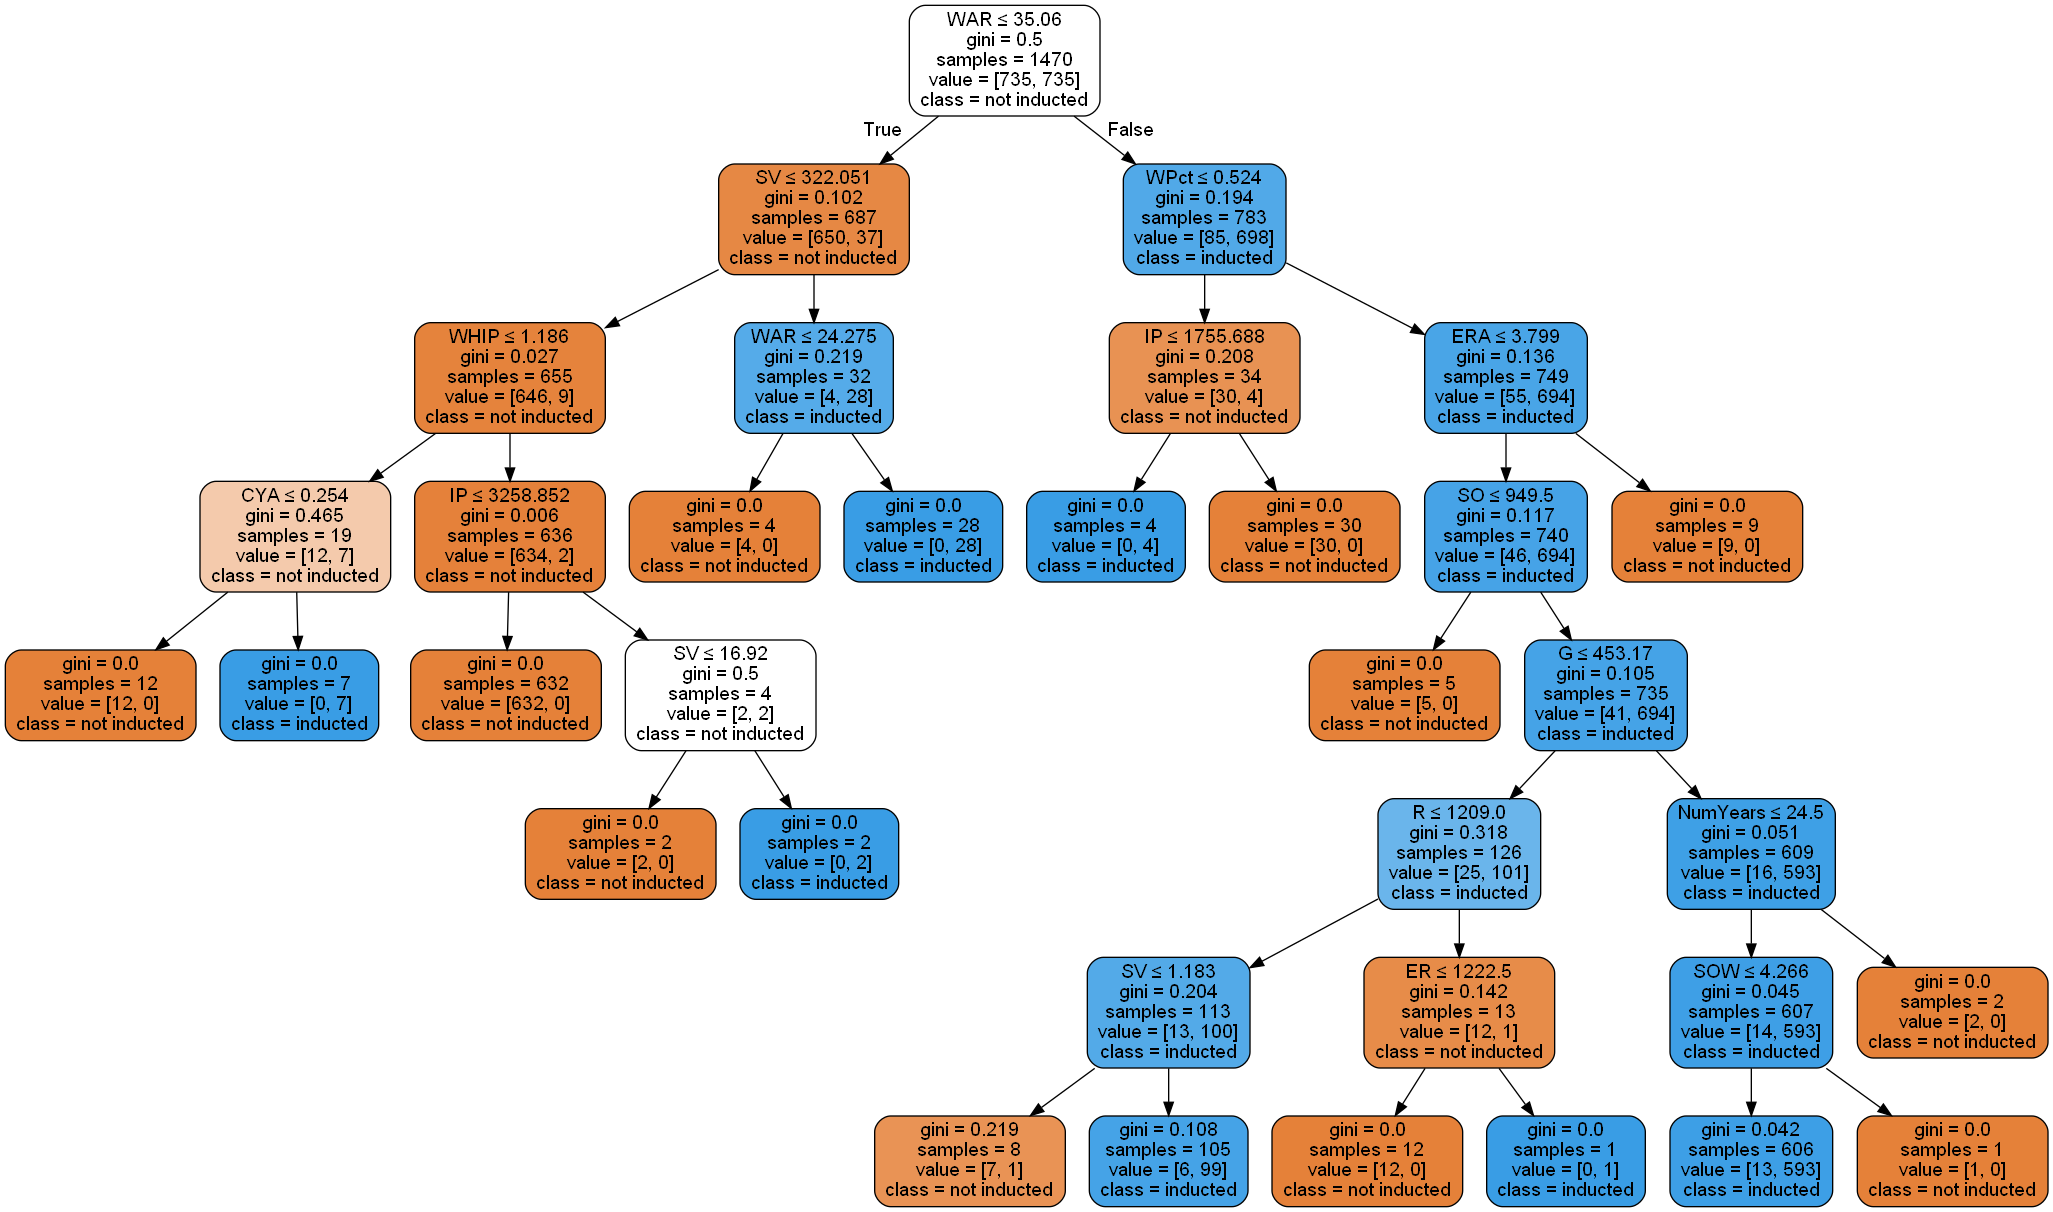 WAR ≤ 35.06
gini = 0.5
samples = 1470
value = [735, 735]
class = not inducted
True
False
SV ≤ 322.051
gini = 0.102
samples = 687
value = [650, 37]
class = not inducted
WPct ≤ 0.524
gini = 0.194
samples = 783
value = [85, 698]
class = inducted
WHIP ≤ 1.186
gini = 0.027
samples = 655
value = [646, 9]
class = not inducted
WAR ≤ 24.275
gini = 0.219
samples = 32
value = [4, 28]
class = inducted
IP ≤ 1755.688
gini = 0.208
samples = 34
value = [30, 4]
class = not inducted
ERA ≤ 3.799
gini = 0.136
samples = 749
value = [55, 694]
class = inducted
CYA ≤ 0.254
gini = 0.465
samples = 19
value = [12, 7]
class = not inducted
IP ≤ 3258.852
gini = 0.006
samples = 636
value = [634, 2]
class = not inducted
gini = 0.0
samples = 4
value = [4, 0]
class = not inducted
gini = 0.0
samples = 28
value = [0, 28]
class = inducted
gini = 0.0
samples = 4
value = [0, 4]
class = inducted
gini = 0.0
samples = 30
value = [30, 0]
class = not inducted
SO ≤ 949.5
gini = 0.117
samples = 740
value = [46, 694]
class = inducted
gini = 0.0
samples = 9
value = [9, 0]
class = not inducted
gini = 0.0
samples = 12
value = [12, 0]
class = not inducted
gini = 0.0
samples = 7
value = [0, 7]
class = inducted
gini = 0.0
samples = 632
value = [632, 0]
class = not inducted
SV ≤ 16.92
gini = 0.5
samples = 4
value = [2, 2]
class = not inducted
gini = 0.0
samples = 5
value = [5, 0]
class = not inducted
G ≤ 453.17
gini = 0.105
samples = 735
value = [41, 694]
class = inducted
gini = 0.0
samples = 2
value = [2, 0]
class = not inducted
gini = 0.0
samples = 2
value = [0, 2]
class = inducted
R ≤ 1209.0
gini = 0.318
samples = 126
value = [25, 101]
class = inducted
NumYears ≤ 24.5
gini = 0.051
samples = 609
value = [16, 593]
class = inducted
SV ≤ 1.183
gini = 0.204
samples = 113
value = [13, 100]
class = inducted
ER ≤ 1222.5
gini = 0.142
samples = 13
value = [12, 1]
class = not inducted
SOW ≤ 4.266
gini = 0.045
samples = 607
value = [14, 593]
class = inducted
gini = 0.0
samples = 2
value = [2, 0]
class = not inducted
gini = 0.219
samples = 8
value = [7, 1]
class = not inducted
gini = 0.108
samples = 105
value = [6, 99]
class = inducted
gini = 0.0
samples = 12
value = [12, 0]
class = not inducted
gini = 0.0
samples = 1
value = [0, 1]
class = inducted
gini = 0.042
samples = 606
value = [13, 593]
class = inducted
gini = 0.0
samples = 1
value = [1, 0]
class = not inducted